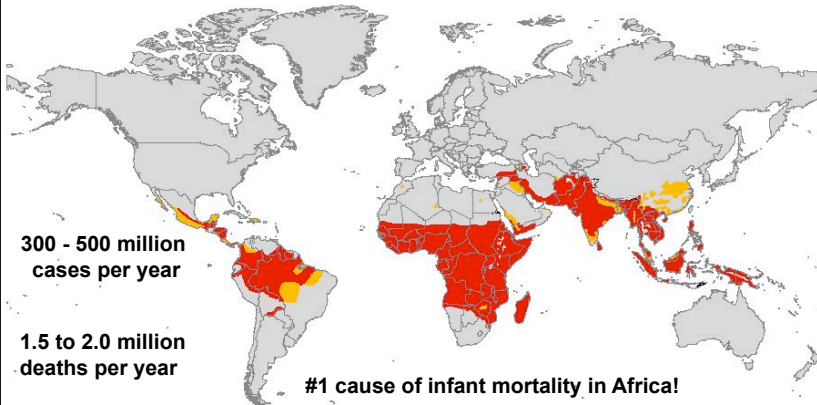 300 - 500 million
cases per year
1.5 to 2.0 million
deaths per year
#1 cause of infant mortality in Africa!